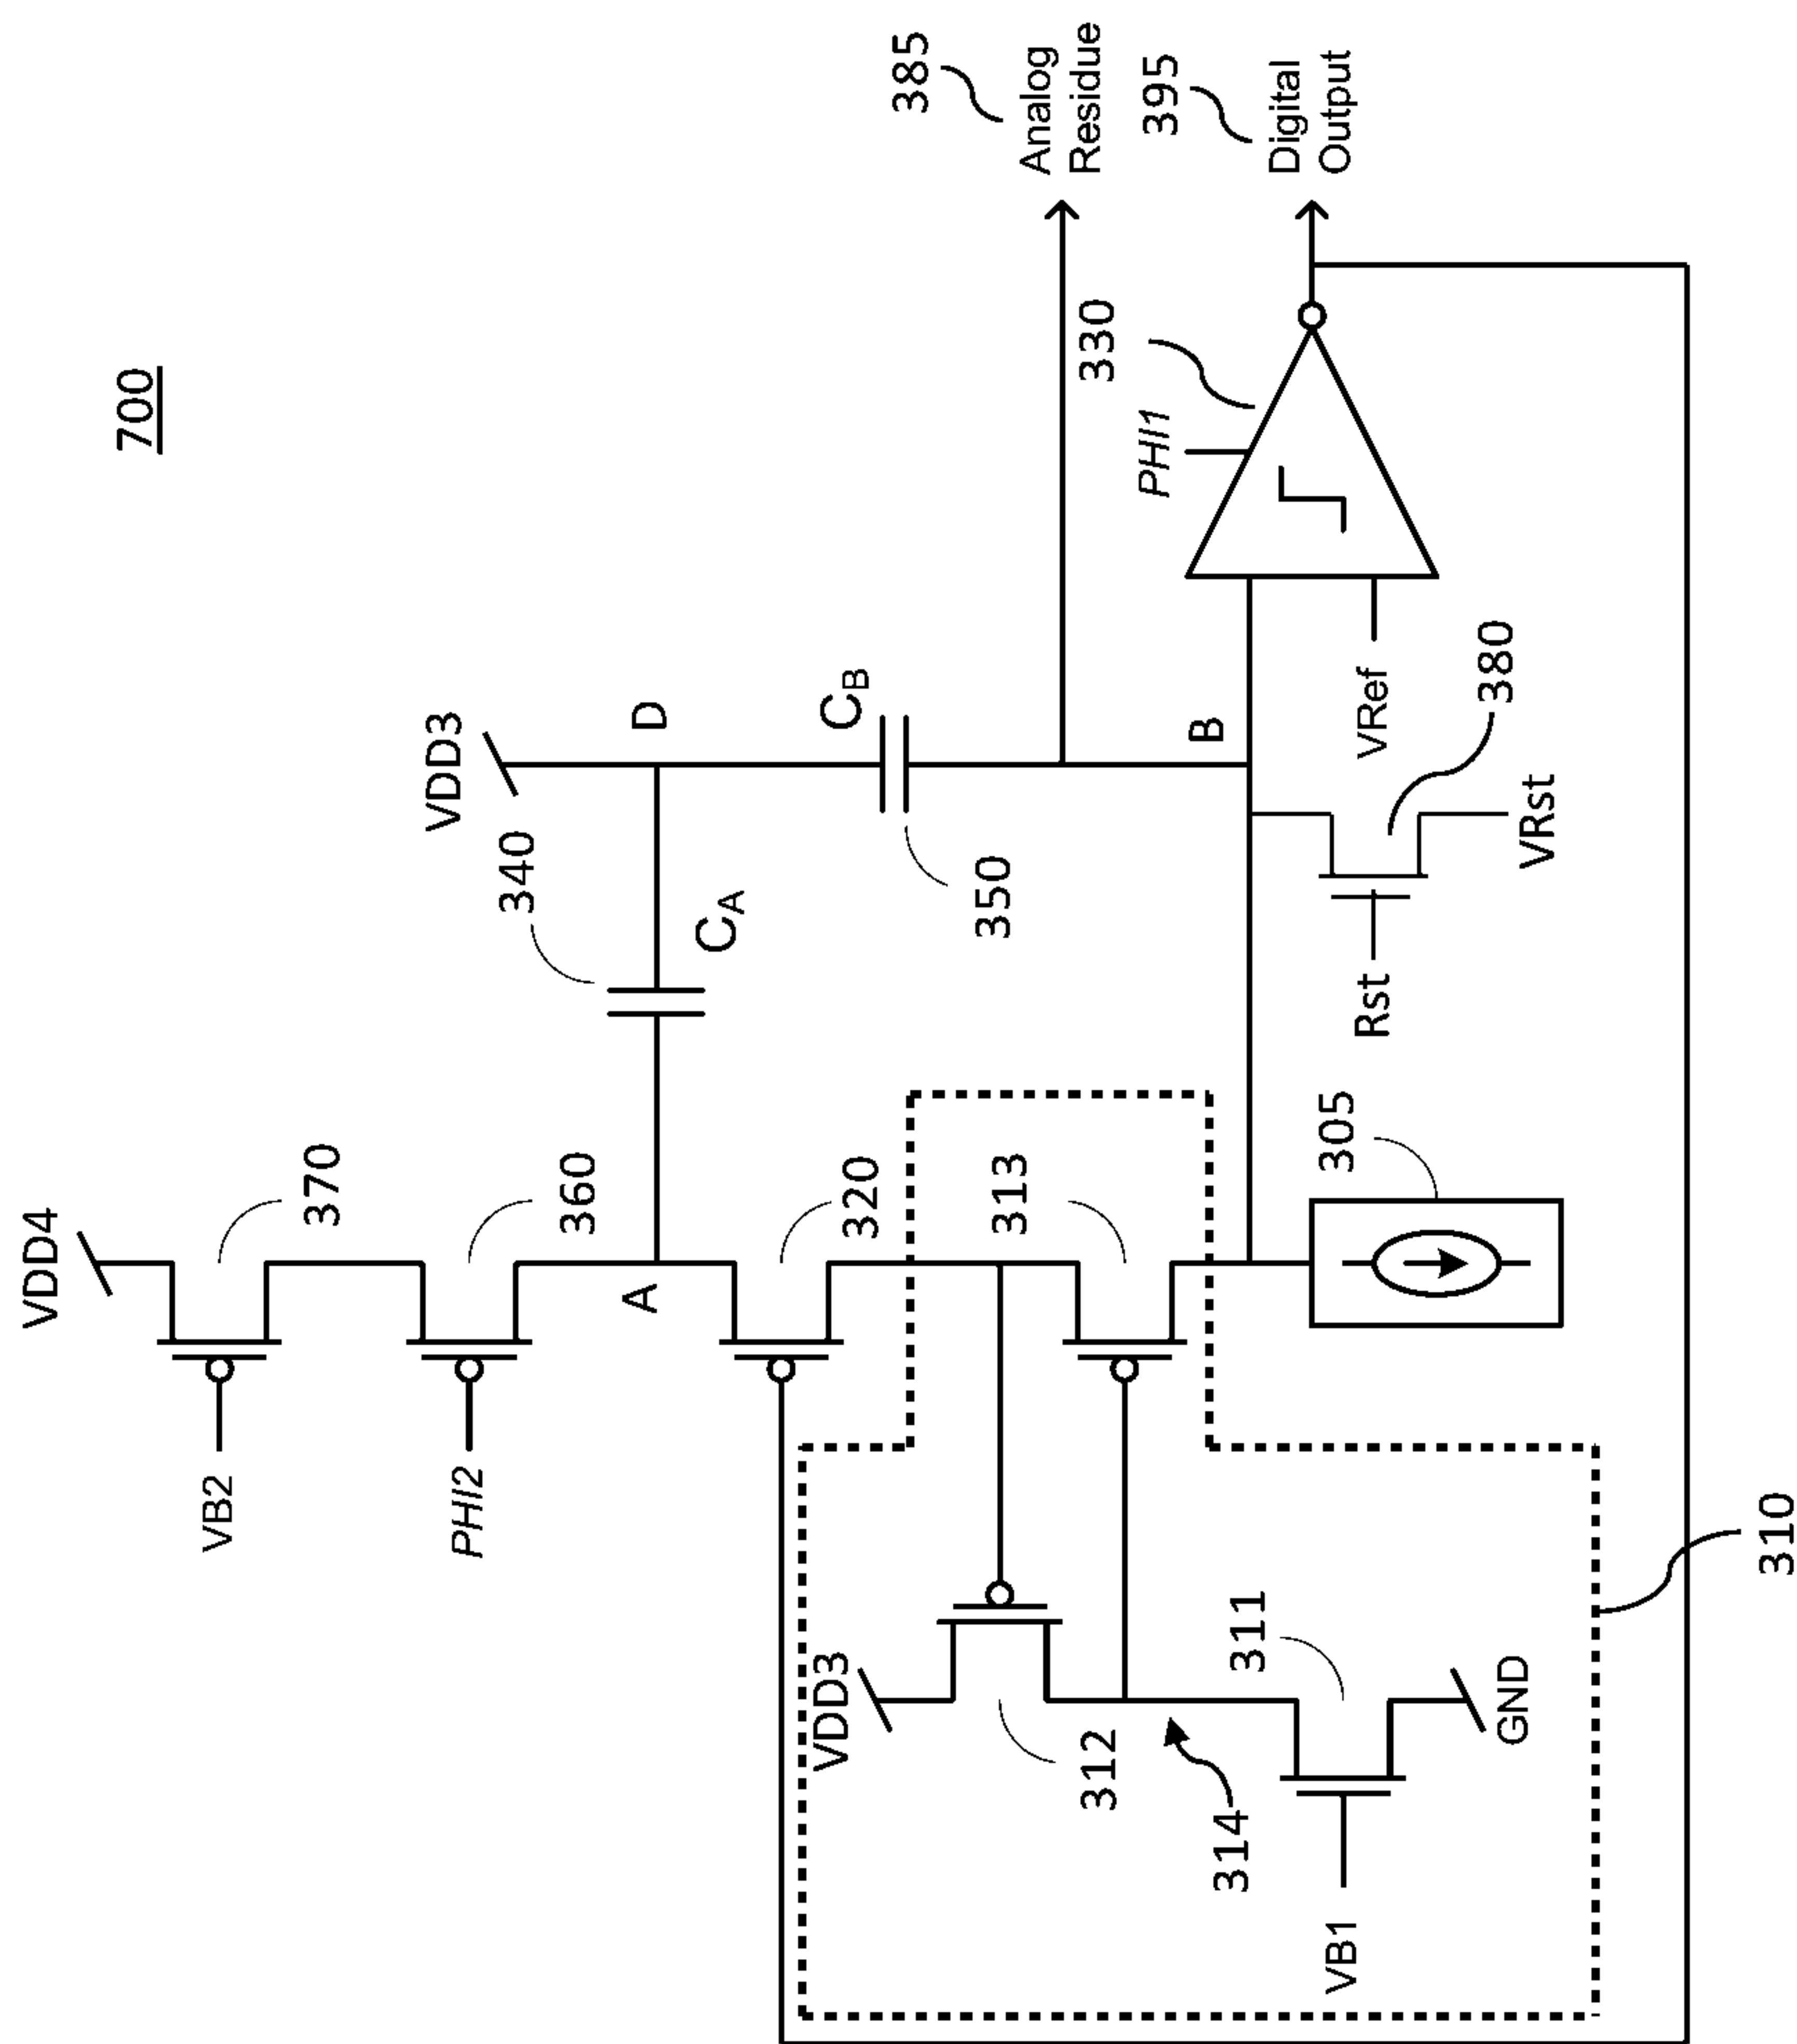 700
VDD4
VB2
370
PHI2
360
A
340
C_A
VDD3
D
C_B
350
320
313
B
305
VDD3
312
314
311
VB1
GND
310
Rst
VRst
380
VRef
PHI1
330
385
Analog
Residue
395
Digital
Output